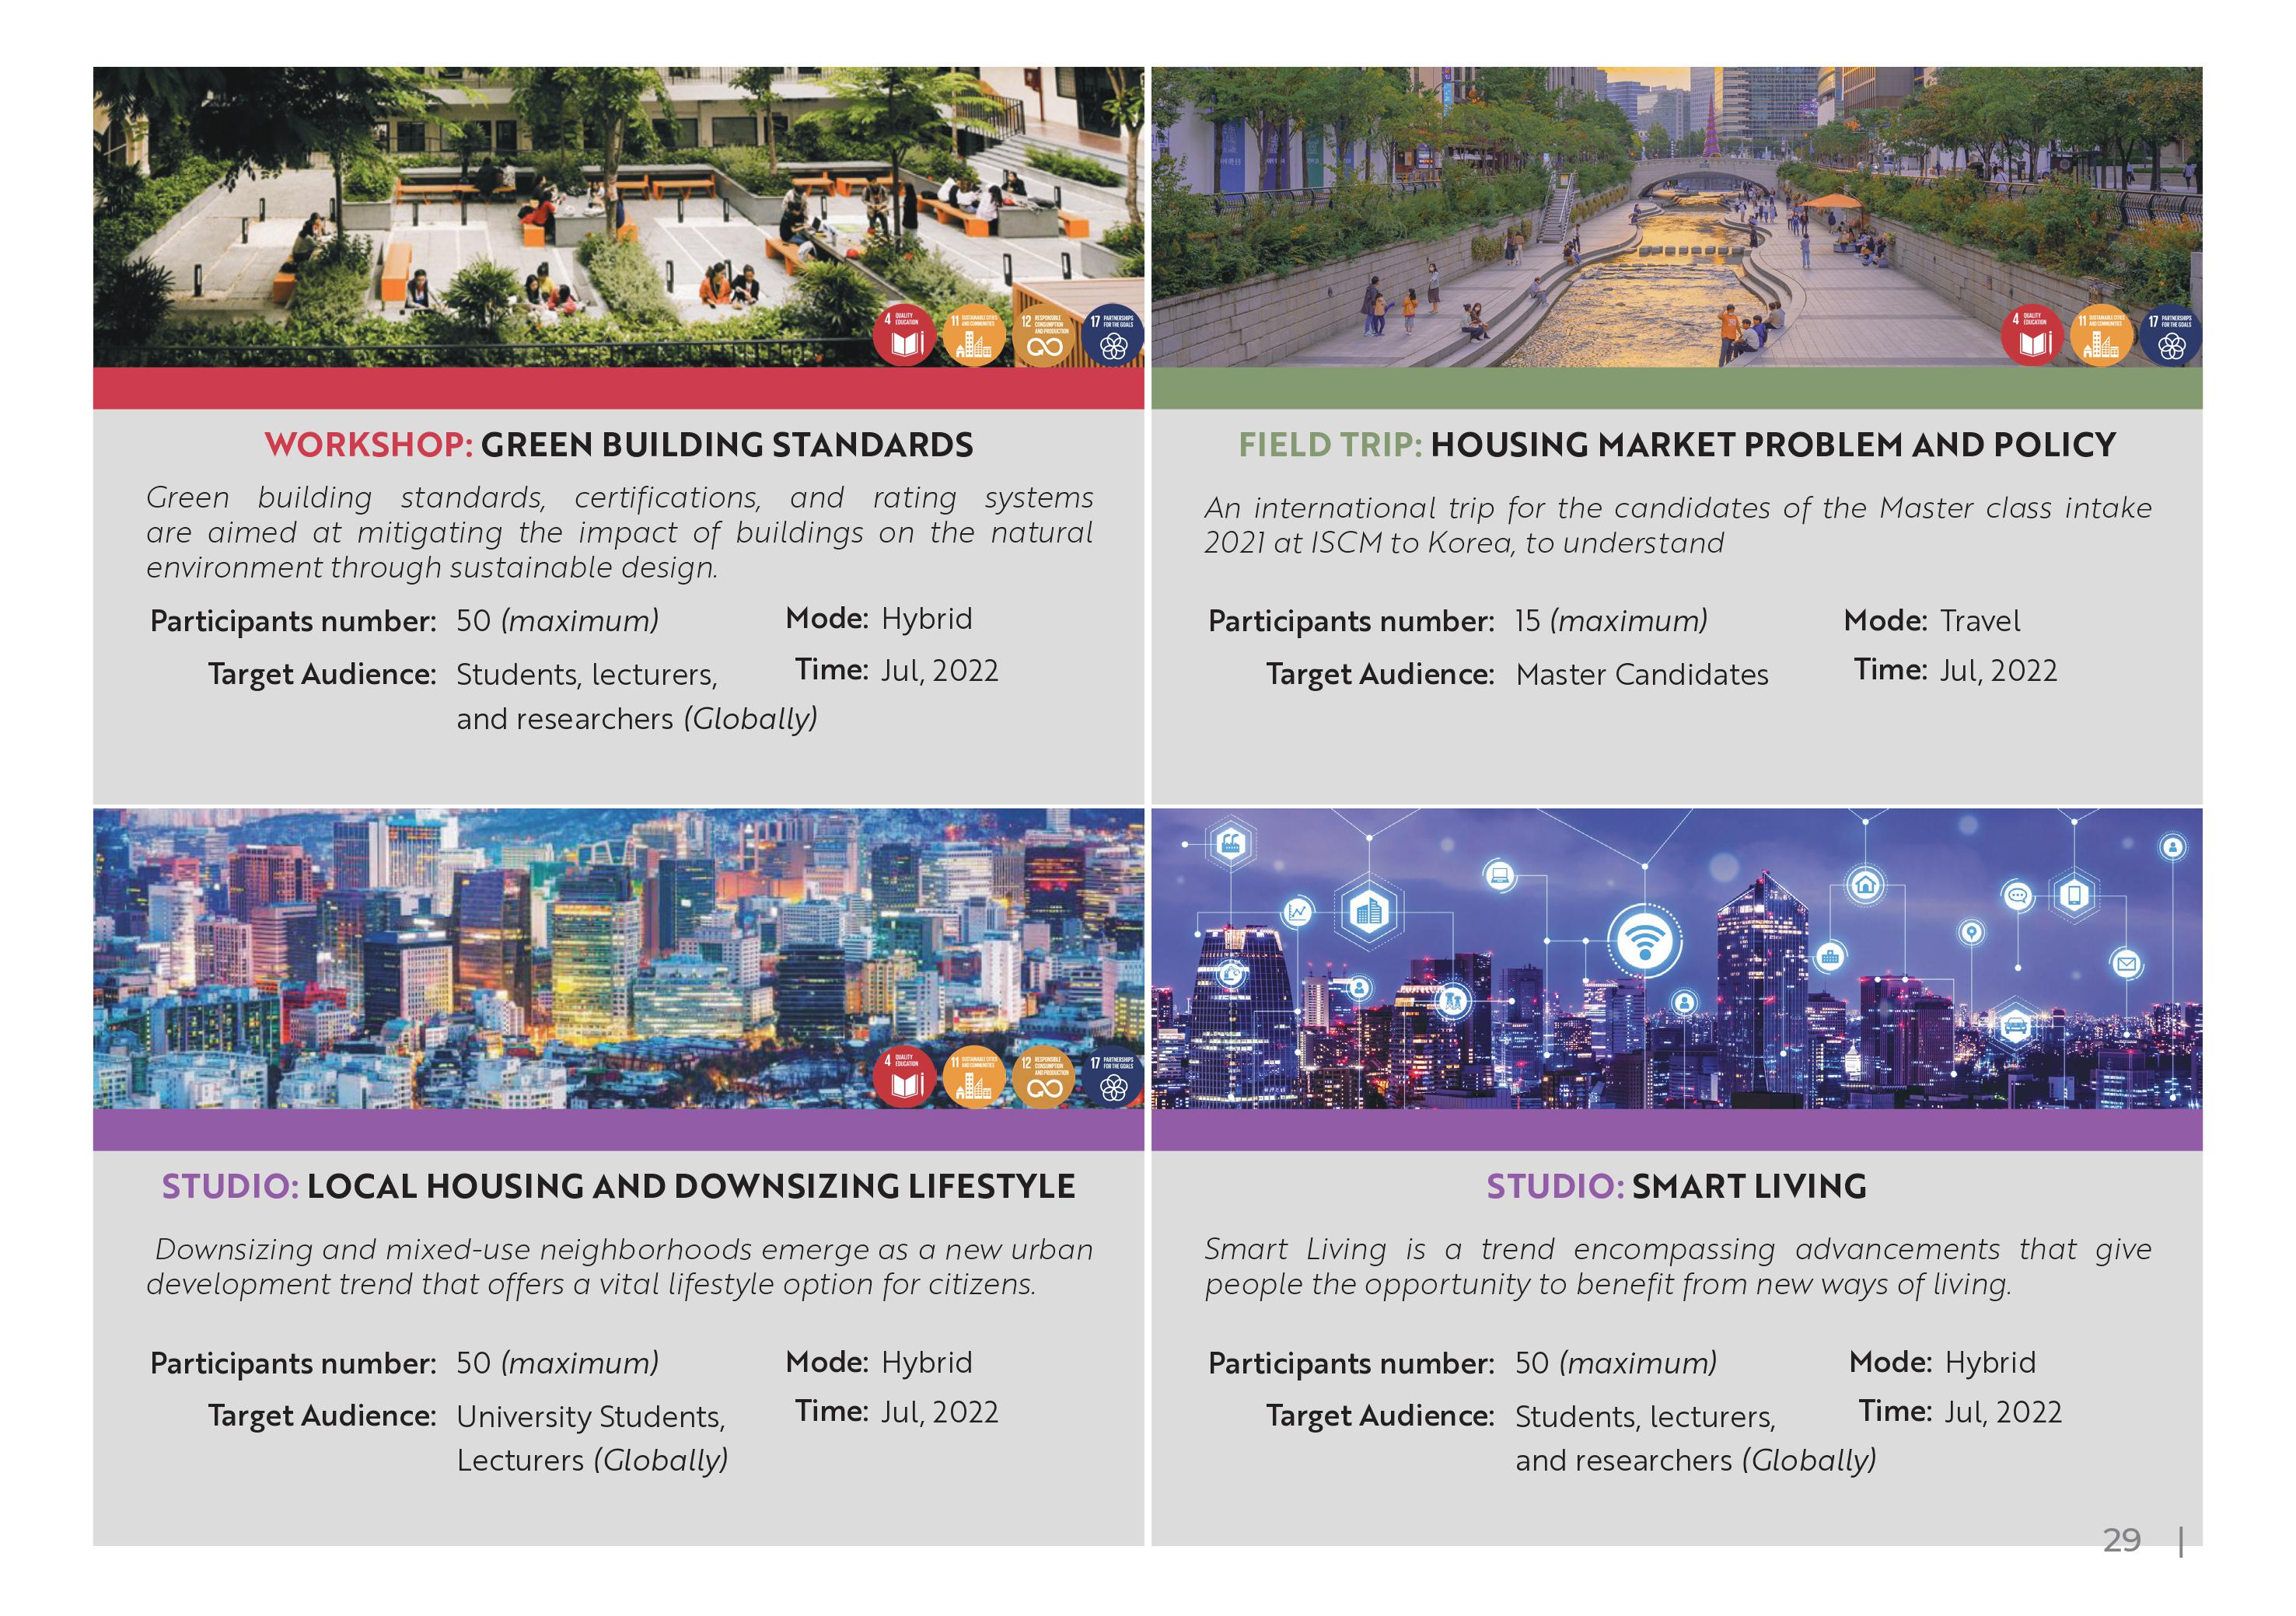 4 QUALITY
EDUCATION
11 SUSTAINABLE CITIES
AND COMMUNITIES
12 RESPONSIBLE
CONSUMPTION
AND PRODUCTION
17 PARTNERSHIPS
FOR THE GOALS
WORKSHOP: GREEN BUILDING STANDARDS
Green building standards, certifications, and rating systems
are aimed at mitigating the impact of buildings on the natural
environment through sustainable design.
Participants number: 50 (maximum)
Mode: Hybrid
Target Audience: Students, lecturers,
and researchers (Globally)
Time: Jul, 2022
4 QUALITY
EDUCATION
11 SUSTAINABLE CITIES
AND COMMUNITIES
17 PARTNERSHIPS
FOR THE GOALS
FIELD TRIP: HOUSING MARKET PROBLEM AND POLICY
An international trip for the candidates of the Master class intake
2021 at ISCM to Korea, to understand
Participants number: 15 (maximum)
Mode: Travel
Target Audience: Master Candidates
Time: Jul, 2022
4 QUALITY
EDUCATION
11 SUSTAINABLE CITIES
AND COMMUNITIES
12 RESPONSIBLE
CONSUMPTION
AND PRODUCTION
17 PARTNERSHIPS
FOR THE GOALS
STUDIO: LOCAL HOUSING AND DOWNSIZING LIFESTYLE
Downsizing and mixed-use neighborhoods emerge as a new urban
development trend that offers a vital lifestyle option for citizens.
Participants number: 50 (maximum)
Mode: Hybrid
Target Audience: University Students,
Lecturers (Globally)
Time: Jul, 2022
STUDIO: SMART LIVING
Smart Living is a trend encompassing advancements that give
people the opportunity to benefit from new ways of living.
Participants number: 50 (maximum)
Mode: Hybrid
Target Audience: Students, lecturers,
and researchers (Globally)
Time: Jul, 2022
29 |